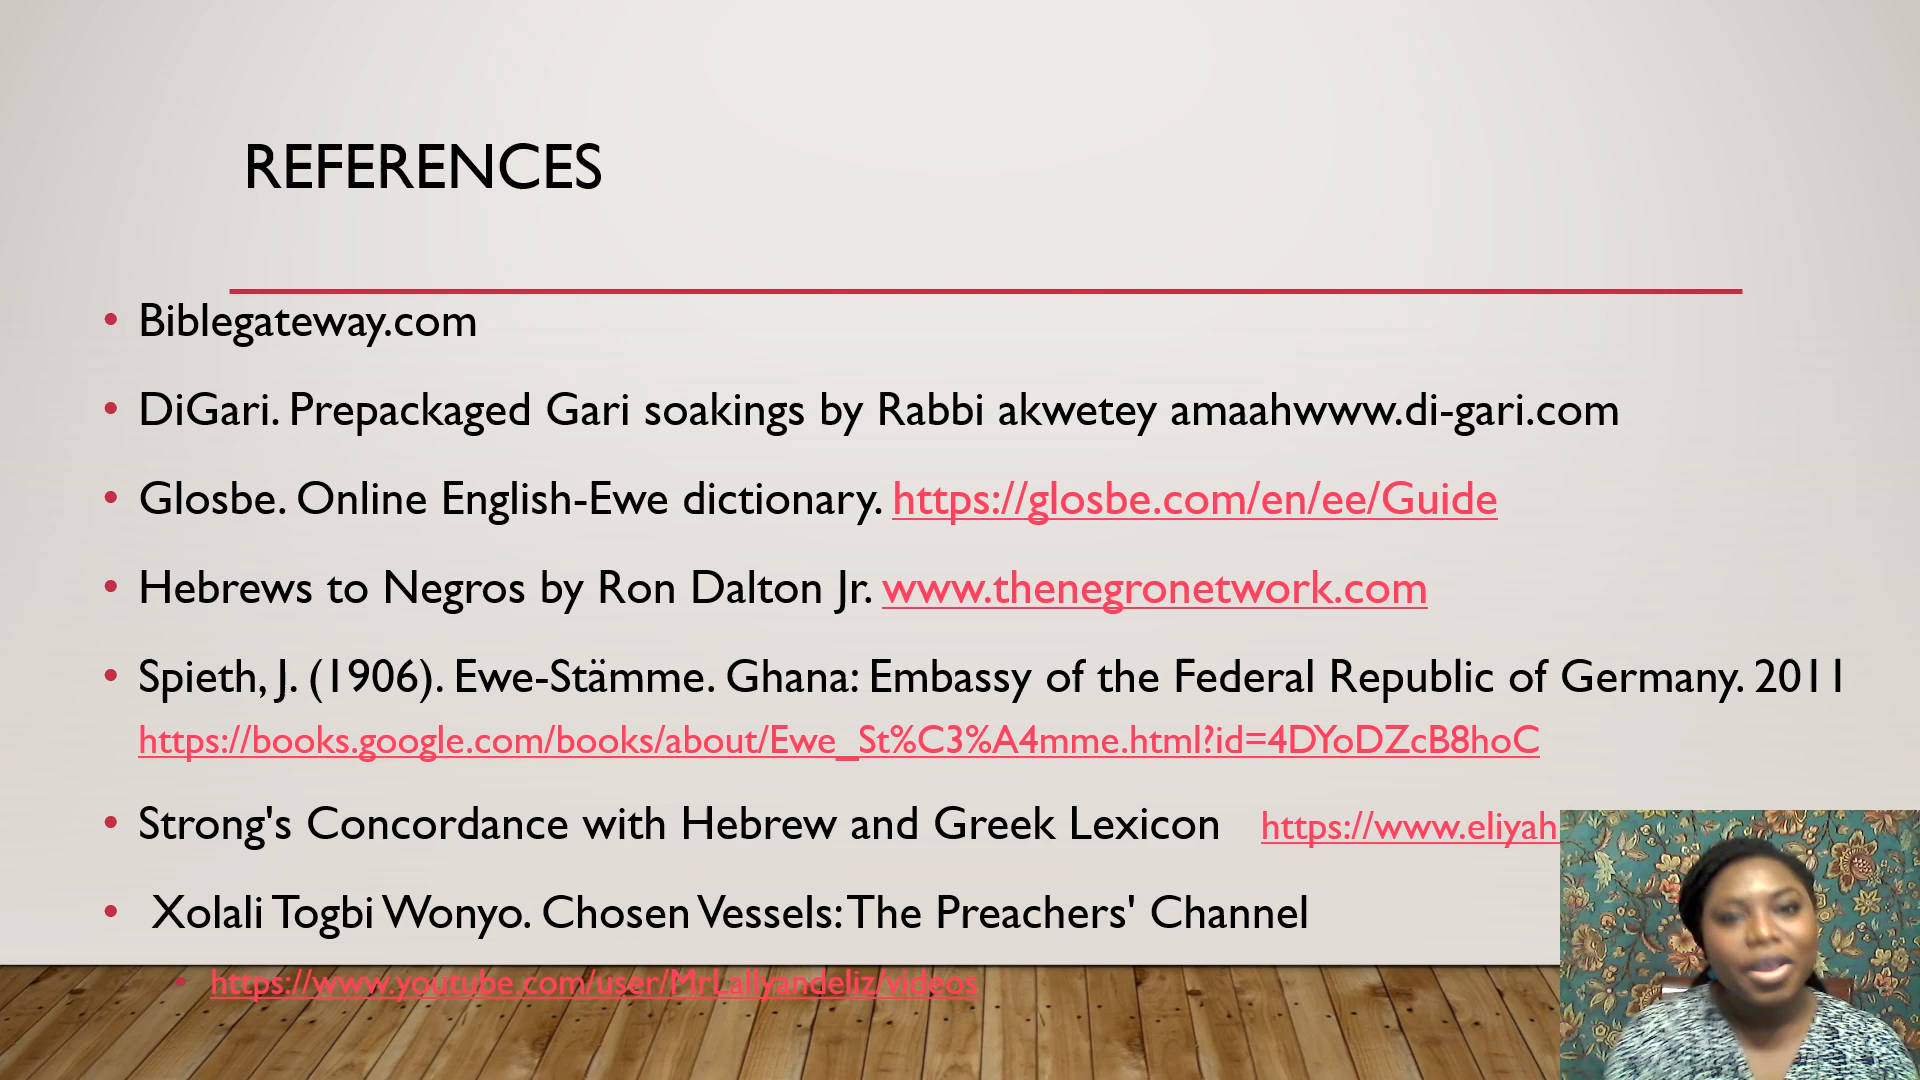 REFERENCES
• Biblegateway.com
• DiGari. Prepackaged Gari soakings by Rabbi akwetey amaahwww.di-gari.com
• Glosbe. Online English-Ewe dictionary. https://glosbe.com/en/ee/Guide
• Hebrews to Negros by Ron Dalton Jr. www.thenegronetwork.com
• Spieth, J. (1906). Ewe-Stämme. Ghana: Embassy of the Federal Republic of Germany. 2011
https://books.google.com/books/about/Ewe_St%C3%A4mme.html?id=4DYoDZcB8hoC
• Strong's Concordance with Hebrew and Greek Lexicon https://www.eliyah
• Xolali Togbi Wonyo. Chosen Vessels: The Preachers' Channel
• https://www.youtube.com/user/MrLallyandeliz/videos